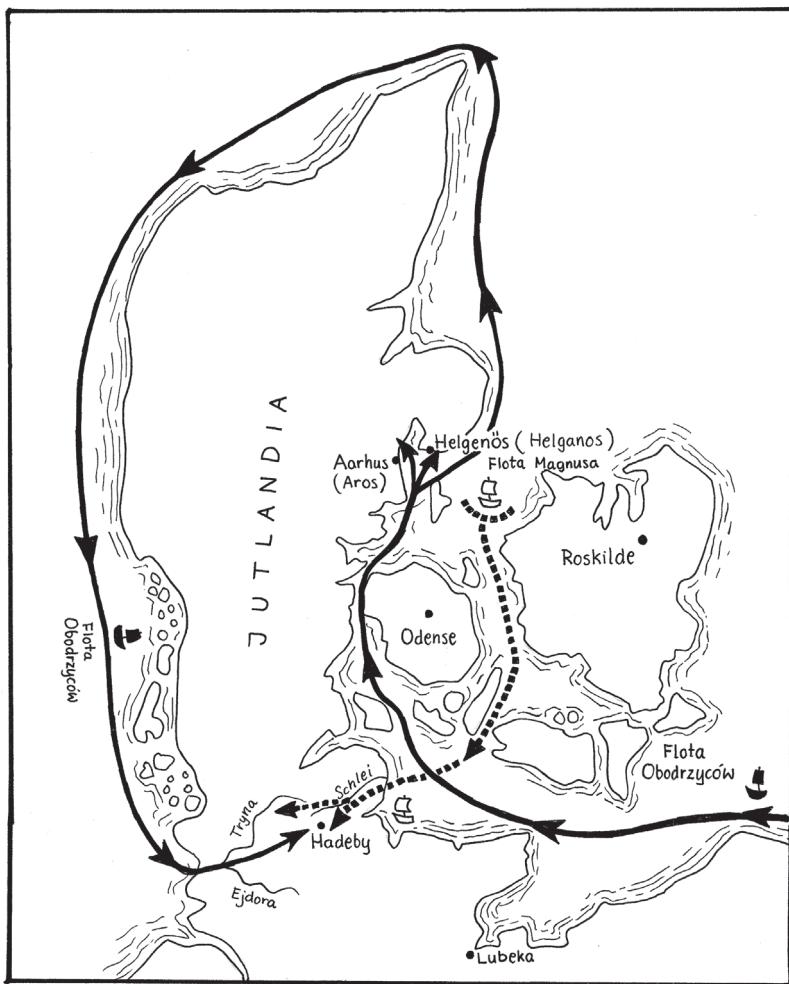 Helgenös (Helganos)
Flota Magnusa
Aarhus
(Aros)
JUTLANDIA
Roskilde
Odense
Flota
Obodrzyców
Flota
Obodrzyców
Schlei
Tryna
Hadeby
Ejdora
Lubeka